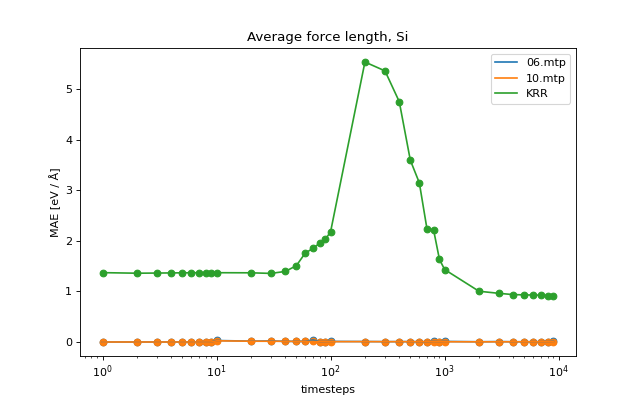 Average force length, Si
06.mtp
10.mtp
KRR
MAE [eV / Å]
5
4
3
2
1
0
10⁰
10¹
10²
10³
10⁴
timesteps